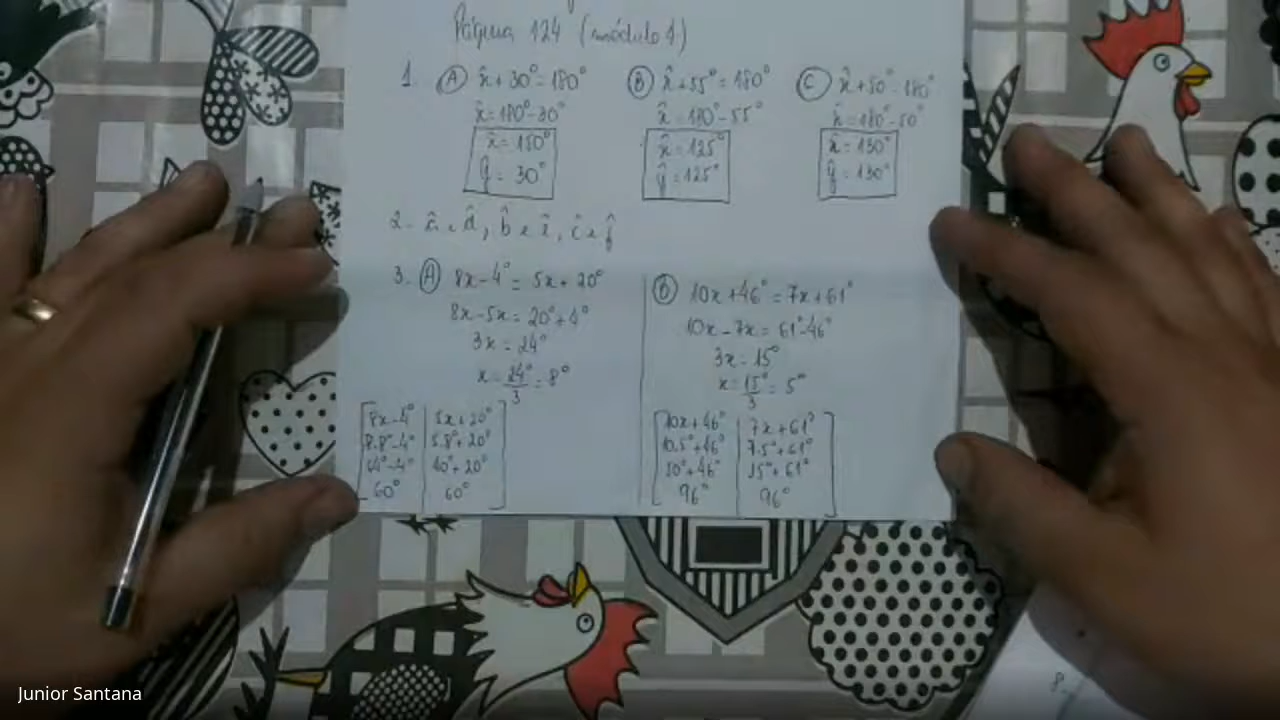 Página 124 (módulo 1)
1. A x̂ + 30° = 180°
x̂ = 180° - 30°
x̂ = 150°
ŷ = 30°
B x̂ + 55° = 180°
x̂ = 180° - 55°
x̂ = 125°
ŷ = 125°
C x̂ + 50° = 180°
x̂ = 180° - 50°
x̂ = 130°
ŷ = 130°
2. e d̂, b̂ e î, ĉ e f̂
3. A 8x - 4° = 5x + 20°
8x - 5x = 20° + 4°
3x = 24°
x = 24°/3 = 8°
8x - 4° | 5x + 20°
8.8° - 4° | 5.8° + 20°
64° - 4° | 40° + 20°
60° | 60°
B 10x + 46° = 7x + 61°
10x - 7x = 61° - 46°
3x = 15°
x = 15°/3 = 5°
10x + 46° | 7x + 61°
10.5° + 46° | 7.5° + 61°
50° + 46° | 35° + 61°
96° | 96°
Junior Santana